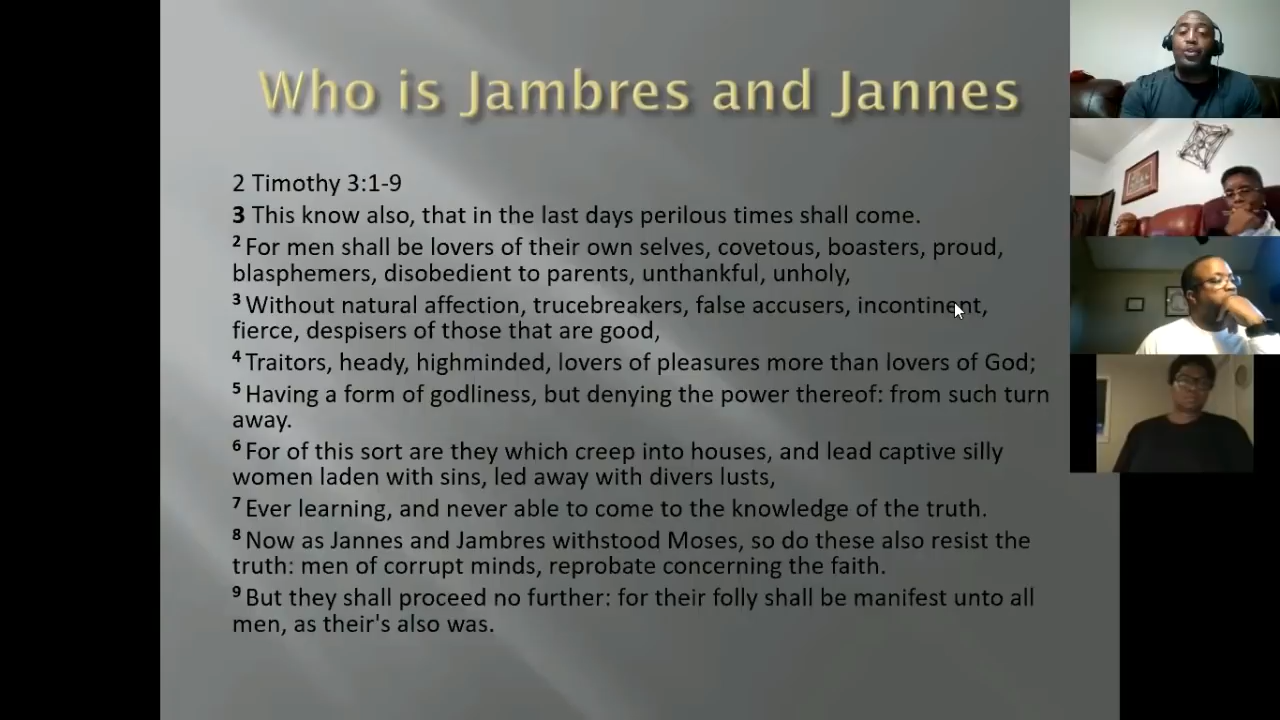 Who is Jambres and Jannes
2 Timothy 3:1-9
3 This know also, that in the last days perilous times shall come.
2 For men shall be lovers of their own selves, covetous, boasters, proud,
blasphemers, disobedient to parents, unthankful, unholy,
3 Without natural affection, trucebreakers, false accusers, incontinent,
fierce, despisers of those that are good,
4 Traitors, heady, highminded, lovers of pleasures more than lovers of God;
5 Having a form of godliness, but denying the power thereof: from such turn
away.
6 For of this sort are they which creep into houses, and lead captive silly
women laden with sins, led away with divers lusts,
7 Ever learning, and never able to come to the knowledge of the truth.
8 Now as Jannes and Jambres withstood Moses, so do these also resist the
truth: men of corrupt minds, reprobate concerning the faith.
9 But they shall proceed no further: for their folly shall be manifest unto all
men, as their's also was.